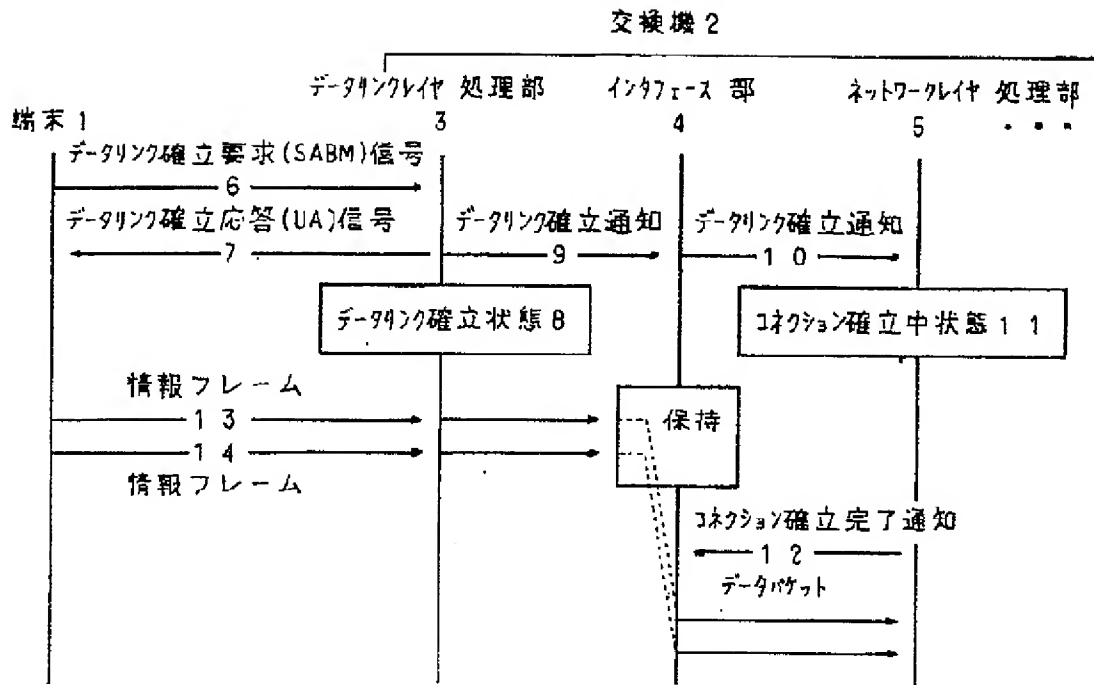 交換機2
データリンクレイヤ 処理部 インタフェース 部 ネットワークレイヤ 処理部
端末1 3 4 5 ・・・
データリンク確立要求(SABM)信号
6
データリンク確立応答(UA)信号 データリンク確立通知 データリンク確立通知
7 9 10
データリンク確立状態8 コネクション確立中状態11
情報フレーム
13 保持
14
情報フレーム
コネクション確立完了通知
12
データパケット